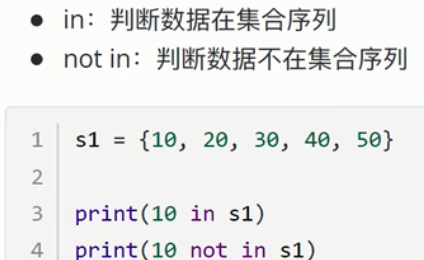 ● in：判断数据在集合序列
● not in：判断数据不在集合序列
1 s1 = {10, 20, 30, 40, 50}
2
3 print(10 in s1)
4 print(10 not in s1)